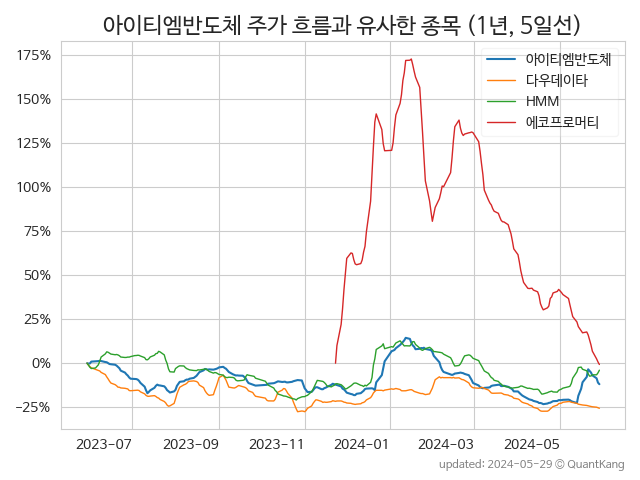 아이티엠반도체 주가 흐름과 유사한 종목 (1년, 5일선)
175%
150%
125%
100%
75%
50%
25%
0%
−25%
아이티엠반도체
다우데이타
HMM
에코프로머티
2023-07
2023-09
2023-11
2024-01
2024-03
2024-05
updated: 2024-05-29 © QuantKang